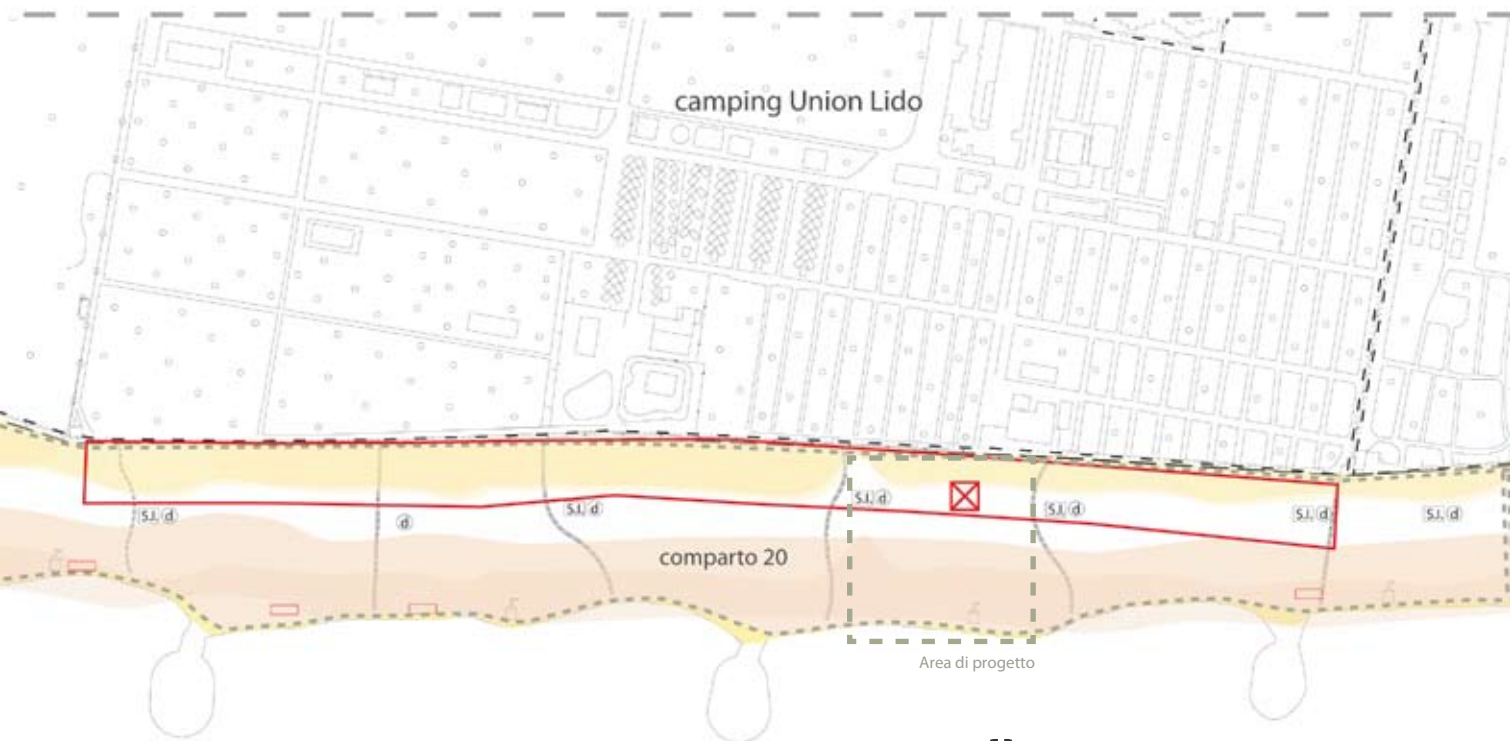 camping Union Lido
S.I. d
S.I. d
d
S.I. d
S.I. d
S.I. d
S.I. d
comparto 20
Area di progetto